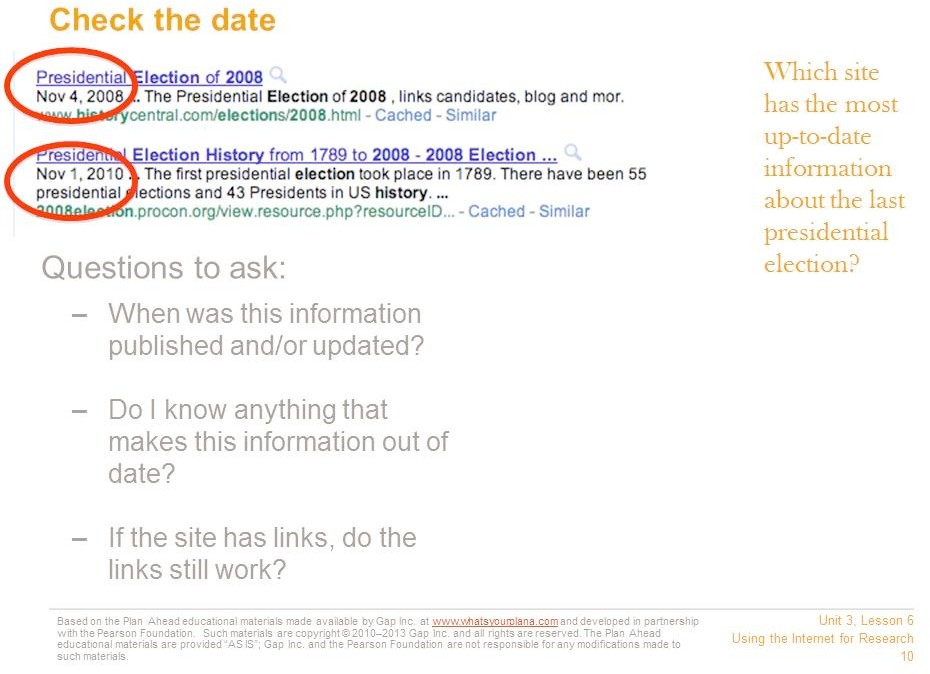 Check the date
Presidential Election of 2008
Nov 4, 2008 ... The Presidential Election of 2008 , links candidates, blog and mor.
www.historycentral.com/elections/2008.html - Cached - Similar
Presidential Election History from 1789 to 2008 - 2008 Election ...
Nov 1, 2010 ... The first presidential election took place in 1789. There have been 55
presidential elections and 43 Presidents in US history. ...
2008election.procon.org/view.resource.php?resourceID... - Cached - Similar
Which site
has the most
up-to-date
information
about the last
presidential
election?
Questions to ask:
– When was this information
published and/or updated?
– Do I know anything that
makes this information out of
date?
– If the site has links, do the
links still work?
Based on the Plan Ahead educational materials made available by Gap Inc. at www.whatsyourplana.com and developed in partnership
with the Pearson Foundation. Such materials are copyright © 2010–2013 Gap Inc. and all rights are reserved. The Plan Ahead
educational materials are provided "AS IS"; Gap Inc. and the Pearson Foundation are not responsible for any modifications made to
such materials.
Unit 3, Lesson 6
Using the Internet for Research
10